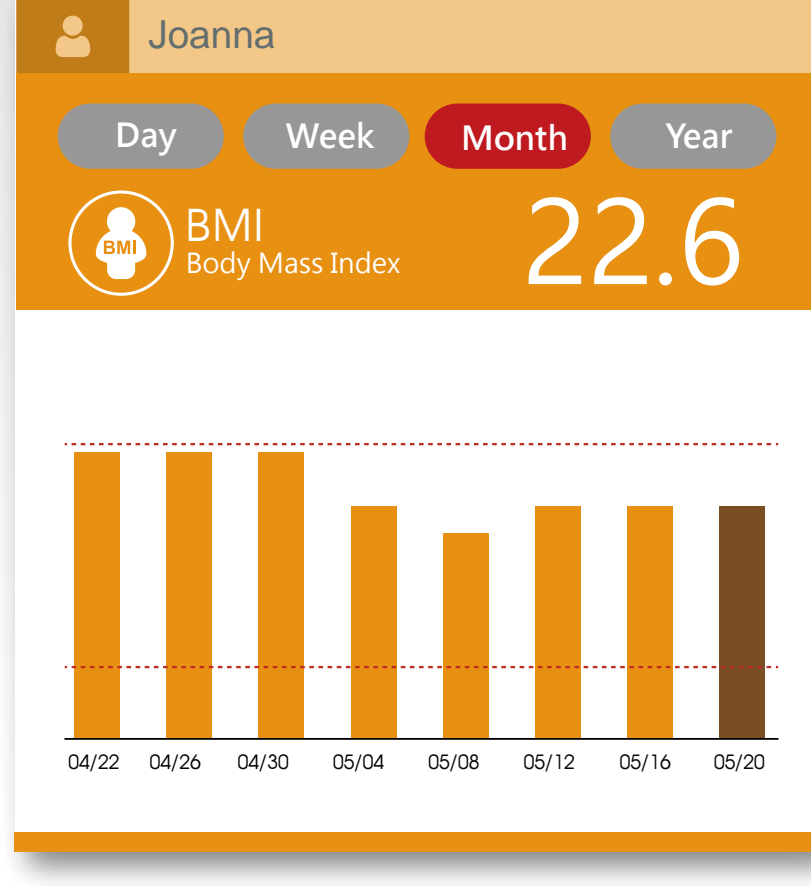 Joanna
Day Week Month Year
BMI
BMI
22.6
Body Mass Index
04/22 04/26 04/30 05/04 05/08 05/12 05/16 05/20